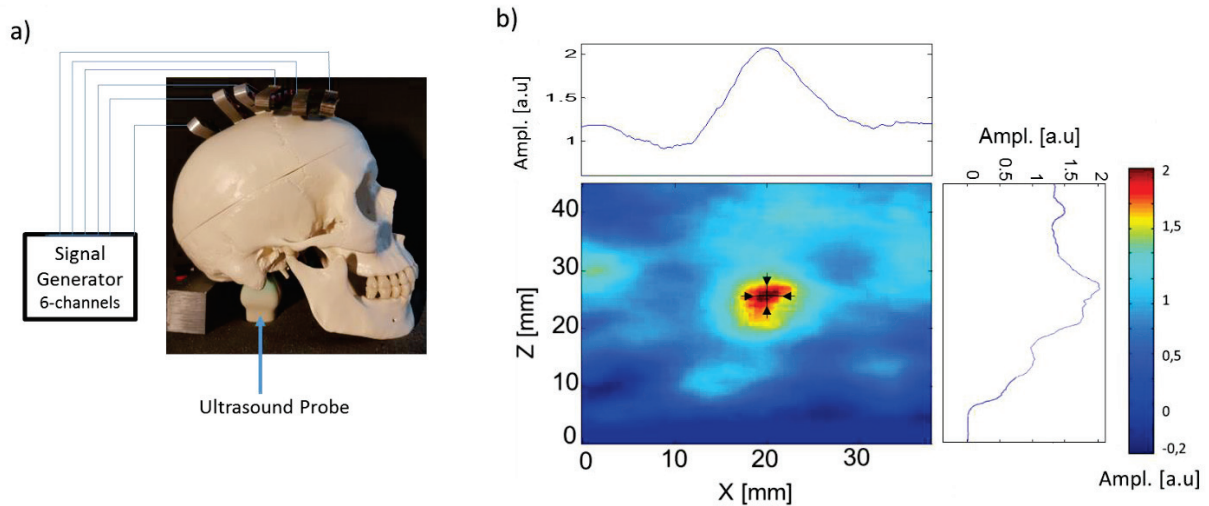 a)
Signal
Generator
6-channels
Ultrasound Probe
b)
Ampl. [a.u]
2
1.5
1
Z [mm]
40
30
20
10
0
0
10
20
30
X [mm]
Ampl. [a.u]
0
0.5
1
1.5
2
2
1,5
1
0,5
0
-0,2
Ampl. [a.u]